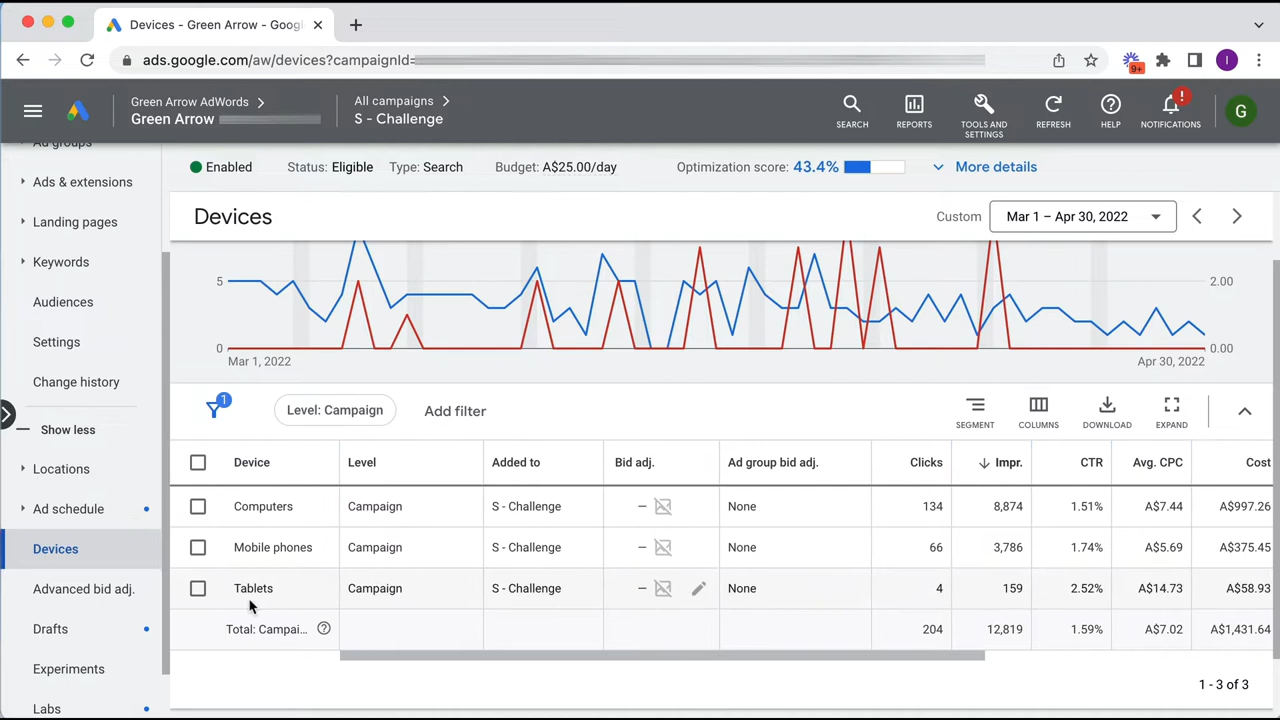 Devices - Green Arrow - Googl
ads.google.com/aw/devices?campaignId=
9+
I
Green Arrow AdWords
Green Arrow
All campaigns
S - Challenge
SEARCH
REPORTS
TOOLS AND SETTINGS
REFRESH
HELP
!
NOTIFICATIONS
G
Ad groups
Ads & extensions
Landing pages
Keywords
Audiences
Settings
Change history
Show less
Locations
Ad schedule
Devices
Advanced bid adj.
Drafts
Experiments
Labs
Enabled Status: Eligible Type: Search Budget: A$25.00/day Optimization score: 43.4% More details
Devices
Custom Mar 1 – Apr 30, 2022
5 2.00
0 0.00
Mar 1, 2022 Apr 30, 2022
1
Level: Campaign Add filter
SEGMENT COLUMNS DOWNLOAD EXPAND
Device Level Added to Bid adj. Ad group bid adj. Clicks Impr. CTR Avg. CPC Cost
Computers Campaign S - Challenge – None 134 8,874 1.51% A$7.44 A$997.26
Mobile phones Campaign S - Challenge – None 66 3,786 1.74% A$5.69 A$375.45
Tablets Campaign S - Challenge – None 4 159 2.52% A$14.73 A$58.93
Total: Campai... ? 204 12,819 1.59% A$7.02 A$1,431.64
1 - 3 of 3